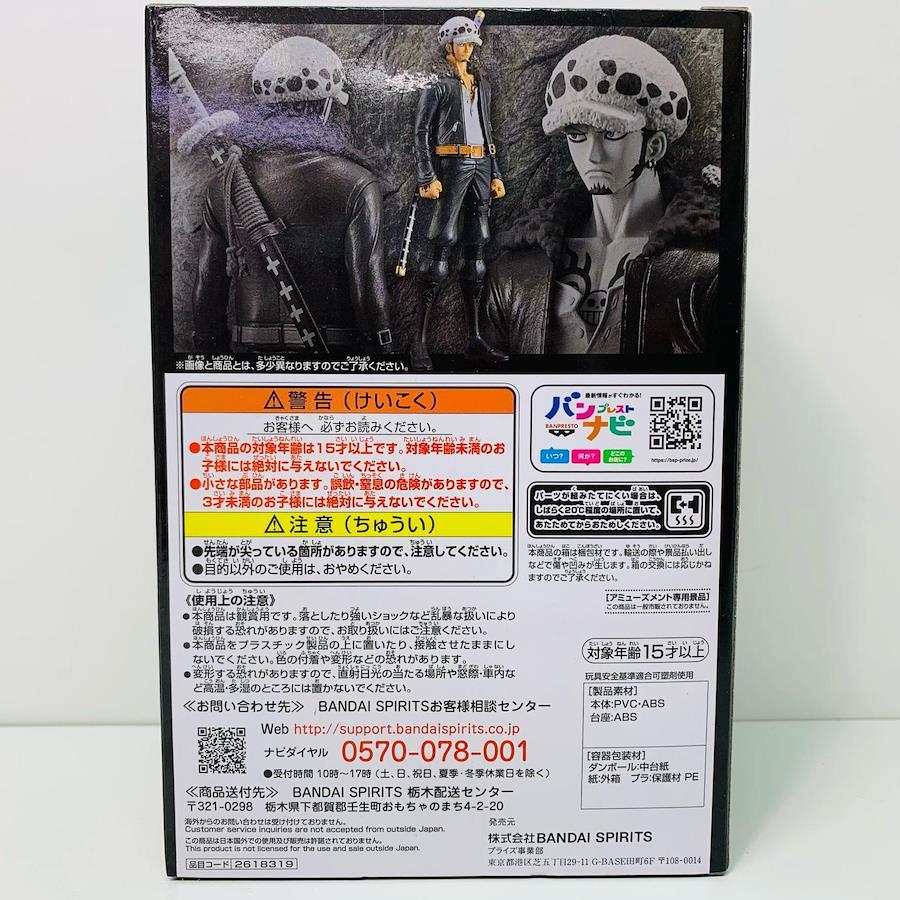 ※画像と商品とは、多少異なりますのでご了承ください。
⚠警告(けいこく)
お客様へ 必ずお読みください。
●本商品の対象年齢は15才以上です。対象年齢未満のお
子様には絶対に与えないでください。
●小さな部品があります。誤飲・窒息の危険がありますので、
3才未満のお子様には絶対に与えないでください。
⚠注意(ちゅうい)
●先端が尖っている箇所がありますので、注意してください。
●目的以外のご使用は、おやめください。
最新情報がすぐわかる!
バンプレストナビ
BANPRESTO
いつ? 何が? どこのお店に?
https://bsp-prize.jp/
パーツが組みたてにくい場合は、
しばらく20℃程度の場所に置いて、
あたためてからおためしください。
本商品の箱は梱包材です。輸送の際や景品払い出し
などで傷や凹みが生じます。箱の交換には応じかね
ますのでご了承ください。
[アミューズメント専用景品]
この商品は一般市販されておりません。
《使用上の注意》
●本商品は観賞用です。落としたり強いショックなど乱暴な扱いにより
破損する恐れがありますので、お取り扱いにはご注意ください。
●本商品をプラスチック製品の上に置いたり、接触させたままに
しないでください。色の付着や変形などの恐れがあります。
●変形する恐れがありますので、直射日光の当たる場所や窓際・車内な
ど高温・多湿のところには置かないでください。
対象年齢15才以上
玩具安全基準適合可塑剤使用
[製品素材]
本体:PVC・ABS
台座:ABS
[容器包装材]
ダンボール:中台紙
紙:外箱 プラ:保護材 PE
≪お問い合わせ先≫ BANDAI SPIRITSお客様相談センター
Web http://support.bandaispirits.co.jp
ナビダイヤル 0570-078-001
●受付時間 10時〜17時(土、日、祝日、夏季・冬季休業日を除く)
≪商品送付先≫ BANDAI SPIRITS 栃木配送センター
〒321-0298 栃木県下都賀郡壬生町おもちゃのまち4-2-20
海外からのお問い合わせは受け付けておりません。
Customer service inquiries are not accepted from outside Japan.
この商品は日本国外での使用及び販売は許諾されておりません。
This product is not licensed for the use and sale outside Japan.
品目コード 2618319
発売元
株式会社BANDAI SPIRITS
プライズ事業部
東京都港区芝五丁目29-11 G-BASE田町6F 〒108-0014